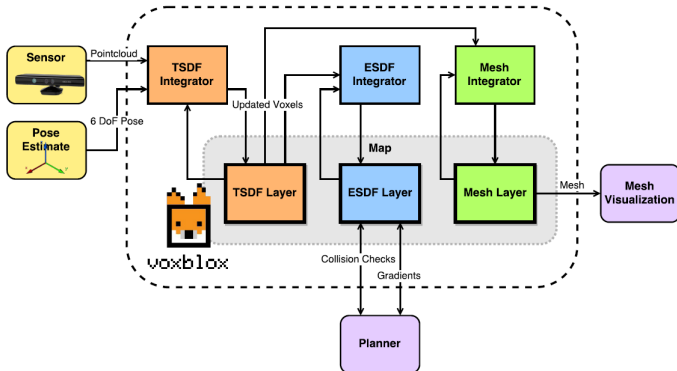 Sensor
Pointcloud
TSDF
Integrator
ESDF
Integrator
Mesh
Integrator
Updated Voxels
6 DoF Pose
Pose
Estimate
Map
TSDF Layer
ESDF Layer
Mesh Layer
Mesh
Mesh
Visualization
voxblox
Collision Checks
Gradients
Planner